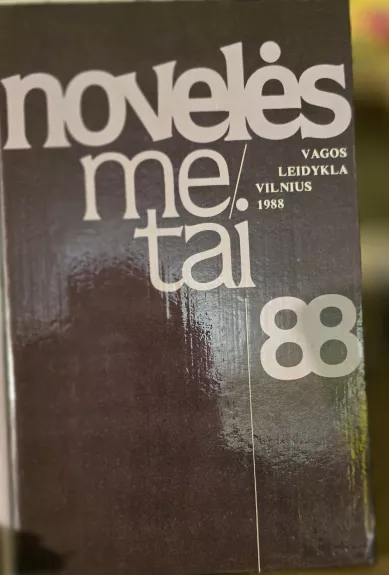 novelės
me/
tai
88
VAGOS
LEIDYKLA
VILNIUS
1988